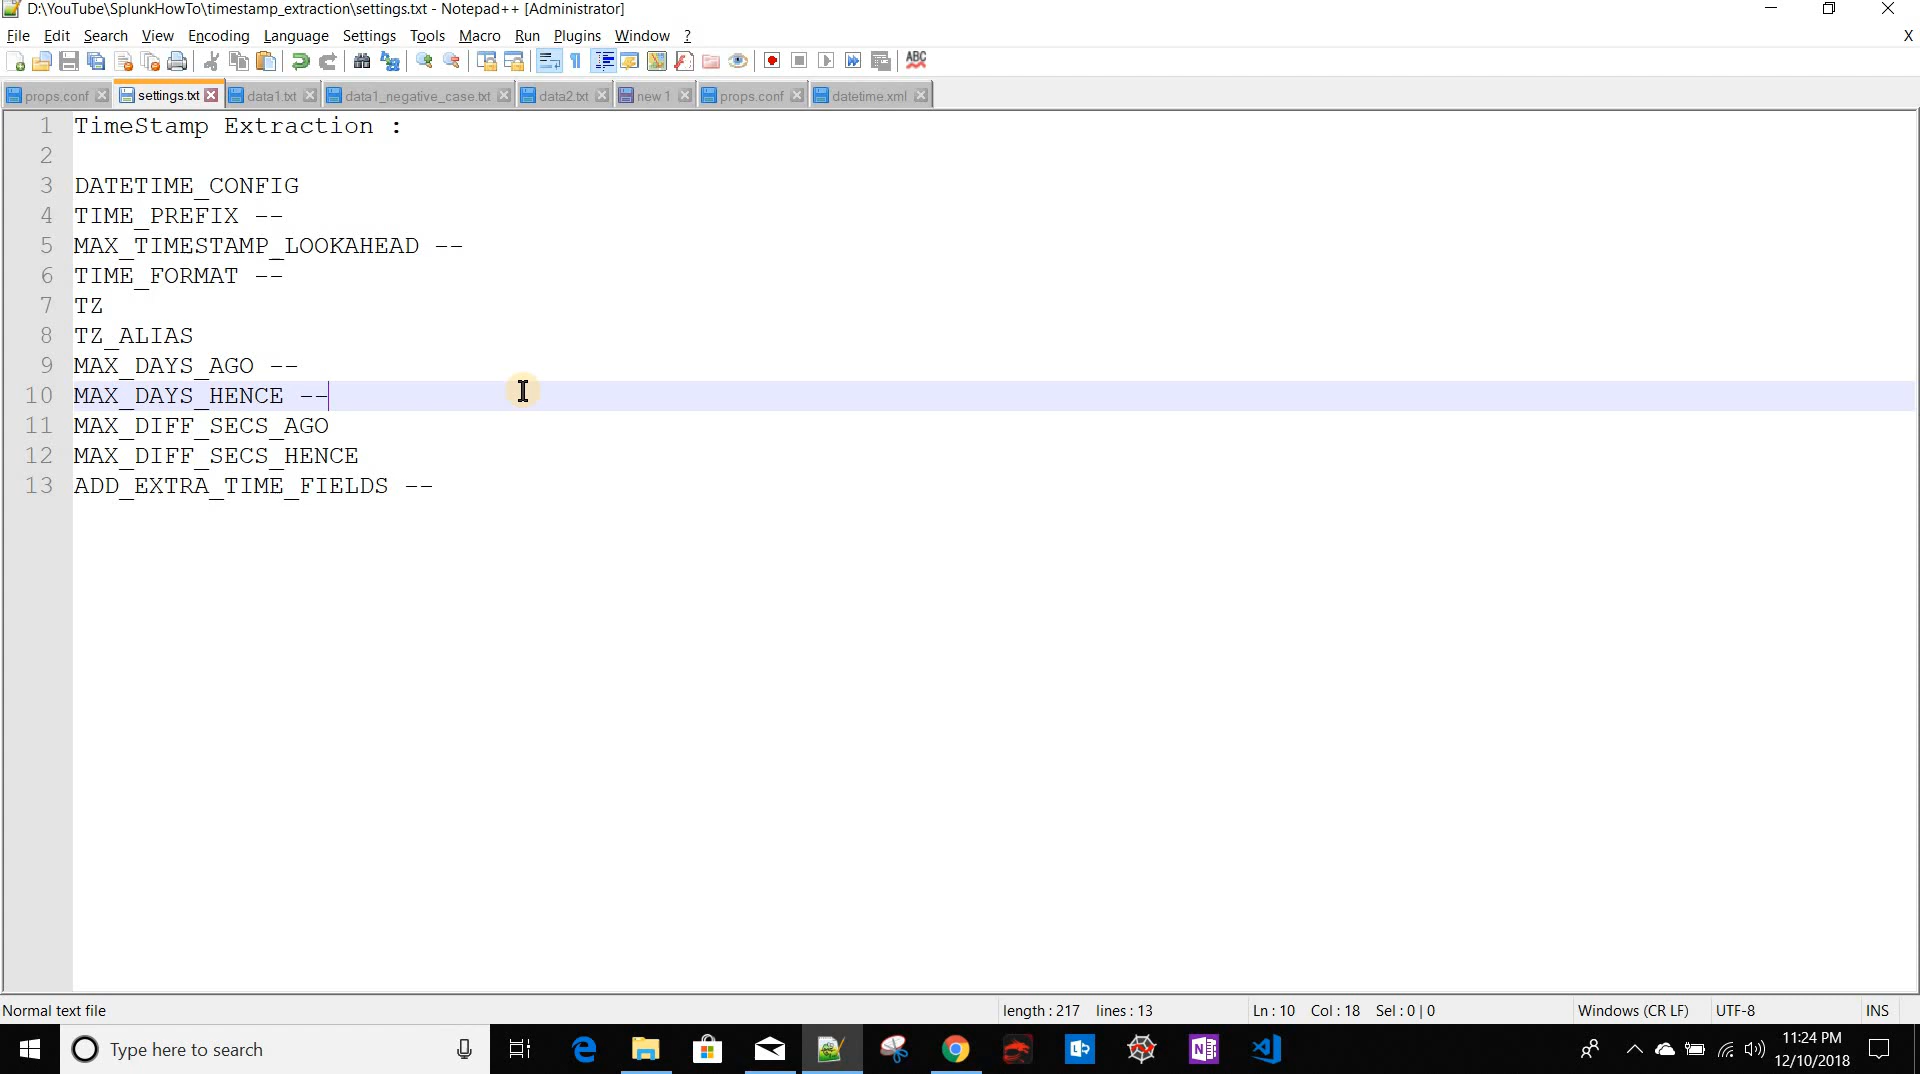 D:\YouTube\SplunkHowTo\timestamp_extraction\settings.txt - Notepad++ [Administrator]
File Edit Search View Encoding Language Settings Tools Macro Run Plugins Window ? X
ABC
props.conf settings.txt data1.txt data1_negative_case.txt data2.txt new 1 props.conf datetime.xml
1 TimeStamp Extraction :
2
3 DATETIME_CONFIG
4 TIME_PREFIX --
5 MAX_TIMESTAMP_LOOKAHEAD --
6 TIME_FORMAT --
7 TZ
8 TZ_ALIAS
9 MAX_DAYS_AGO --
10 MAX_DAYS_HENCE --
11 MAX_DIFF_SECS_AGO
12 MAX_DIFF_SECS_HENCE
13 ADD_EXTRA_TIME_FIELDS --
Normal text file length : 217 lines : 13 Ln : 10 Col : 18 Sel : 0 | 0 Windows (CR LF) UTF-8 INS
Type here to search
11:24 PM
12/10/2018